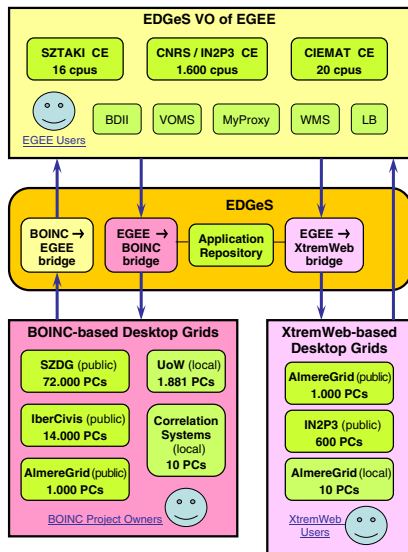 EDGeS VO of EGEE
SZTAKI CE
16 cpus
CNRS / IN2P3 CE
1.600 cpus
CIEMAT CE
20 cpus
EGEE Users
BDII
VOMS
MyProxy
WMS
LB
EDGeS
BOINC →
EGEE
bridge
EGEE →
BOINC
bridge
Application
Repository
EGEE →
XtremWeb
bridge
BOINC-based Desktop Grids
SZDG (public)
72.000 PCs
UoW (local)
1.881 PCs
IberCivis (public)
14.000 PCs
Correlation
Systems
(local)
10 PCs
AlmereGrid (public)
1.000 PCs
BOINC Project Owners
XtremWeb-based
Desktop Grids
AlmereGrid (public)
1.000 PCs
IN2P3 (public)
600 PCs
AlmereGrid (local)
10 PCs
XtremWeb
Users